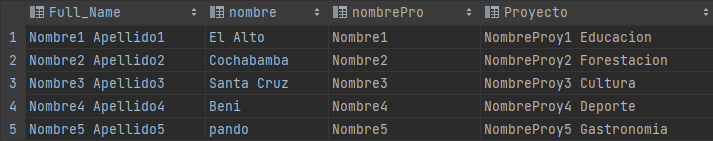 Full_Name nombre nombrePro Proyecto
1 Nombre1 Apellido1 El Alto Nombre1 NombreProy1 Educacion
2 Nombre2 Apellido2 Cochabamba Nombre2 NombreProy2 Forestacion
3 Nombre3 Apellido3 Santa Cruz Nombre3 NombreProy3 Cultura
4 Nombre4 Apellido4 Beni Nombre4 NombreProy4 Deporte
5 Nombre5 Apellido5 pando Nombre5 NombreProy5 Gastronomia